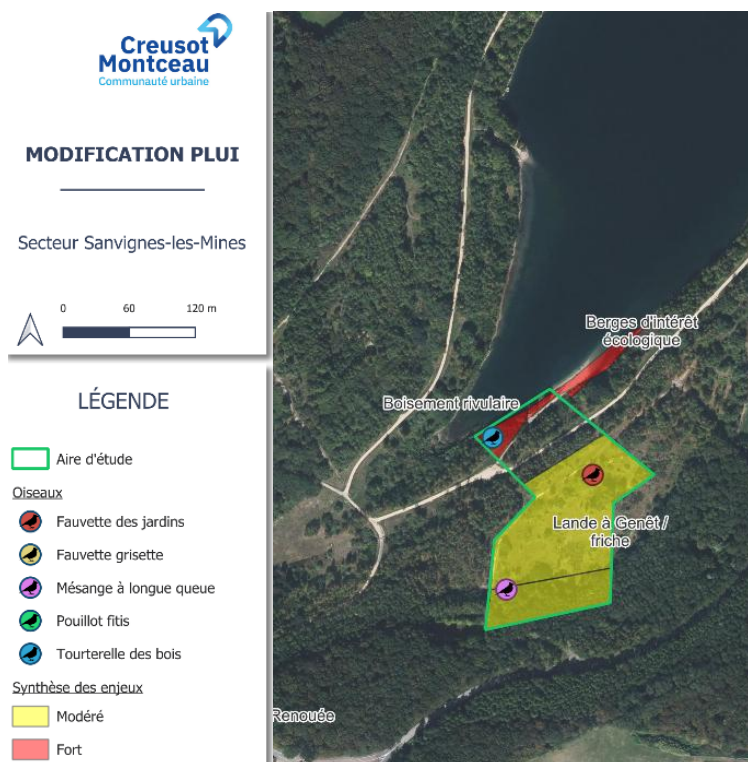 Creusot
Montceau
Communauté urbaine
MODIFICATION PLUI
Secteur Sanvignes-les-Mines
0 60 120 m
LÉGENDE
Aire d'étude
Oiseaux
Fauvette des jardins
Fauvette grisette
Mésange à longue queue
Pouillot fitis
Tourterelle des bois
Synthèse des enjeux
Modéré
Fort
Berges d'intérêt
écologique
Boisement rivulaire
Lande à Genêt /
friche
Renouée